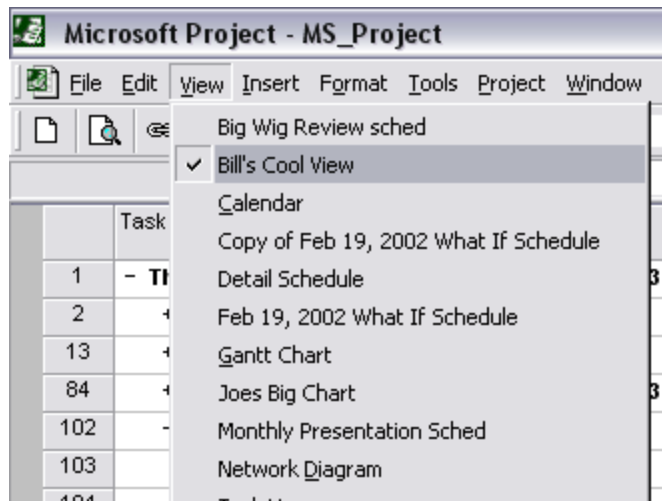 Microsoft Project - MS_Project
File Edit View Insert Format Tools Project Window
Big Wig Review sched
Bill's Cool View
Calendar
Task
Copy of Feb 19, 2002 What If Schedule
1 - Detail Schedule 3
2 + Feb 19, 2002 What If Schedule
13 Gantt Chart
84 Joes Big Chart 3
102 - Monthly Presentation Sched
103 Network Diagram